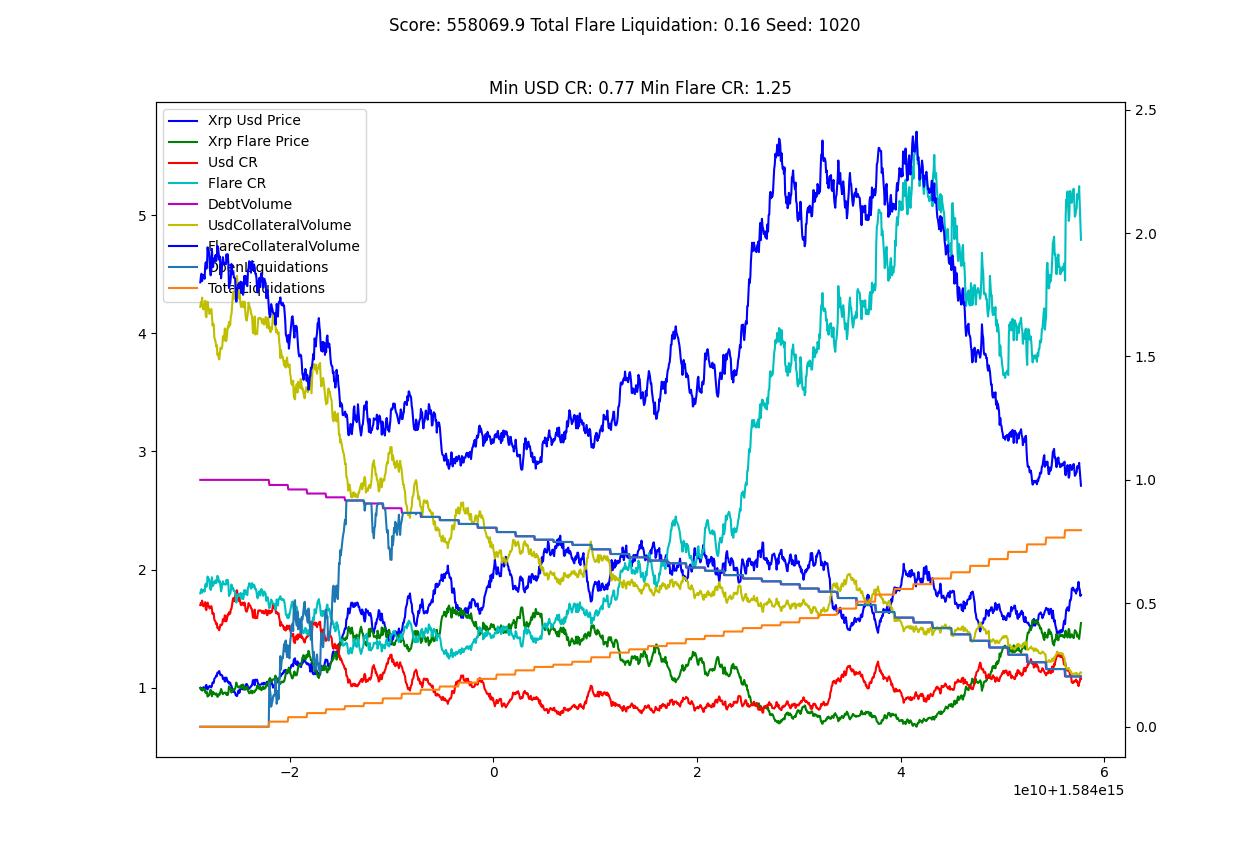 Score: 558069.9 Total Flare Liquidation: 0.16 Seed: 1020
Min USD CR: 0.77 Min Flare CR: 1.25
Xrp Usd Price
Xrp Flare Price
Usd CR
Flare CR
DebtVolume
UsdCollateralVolume
FlareCollateralVolume
OpenLiquidations
TotalLiquidations
5
4
3
2
1
2.5
2.0
1.5
1.0
0.5
0.0
−2
0
2
4
6
1e10+1.584e15